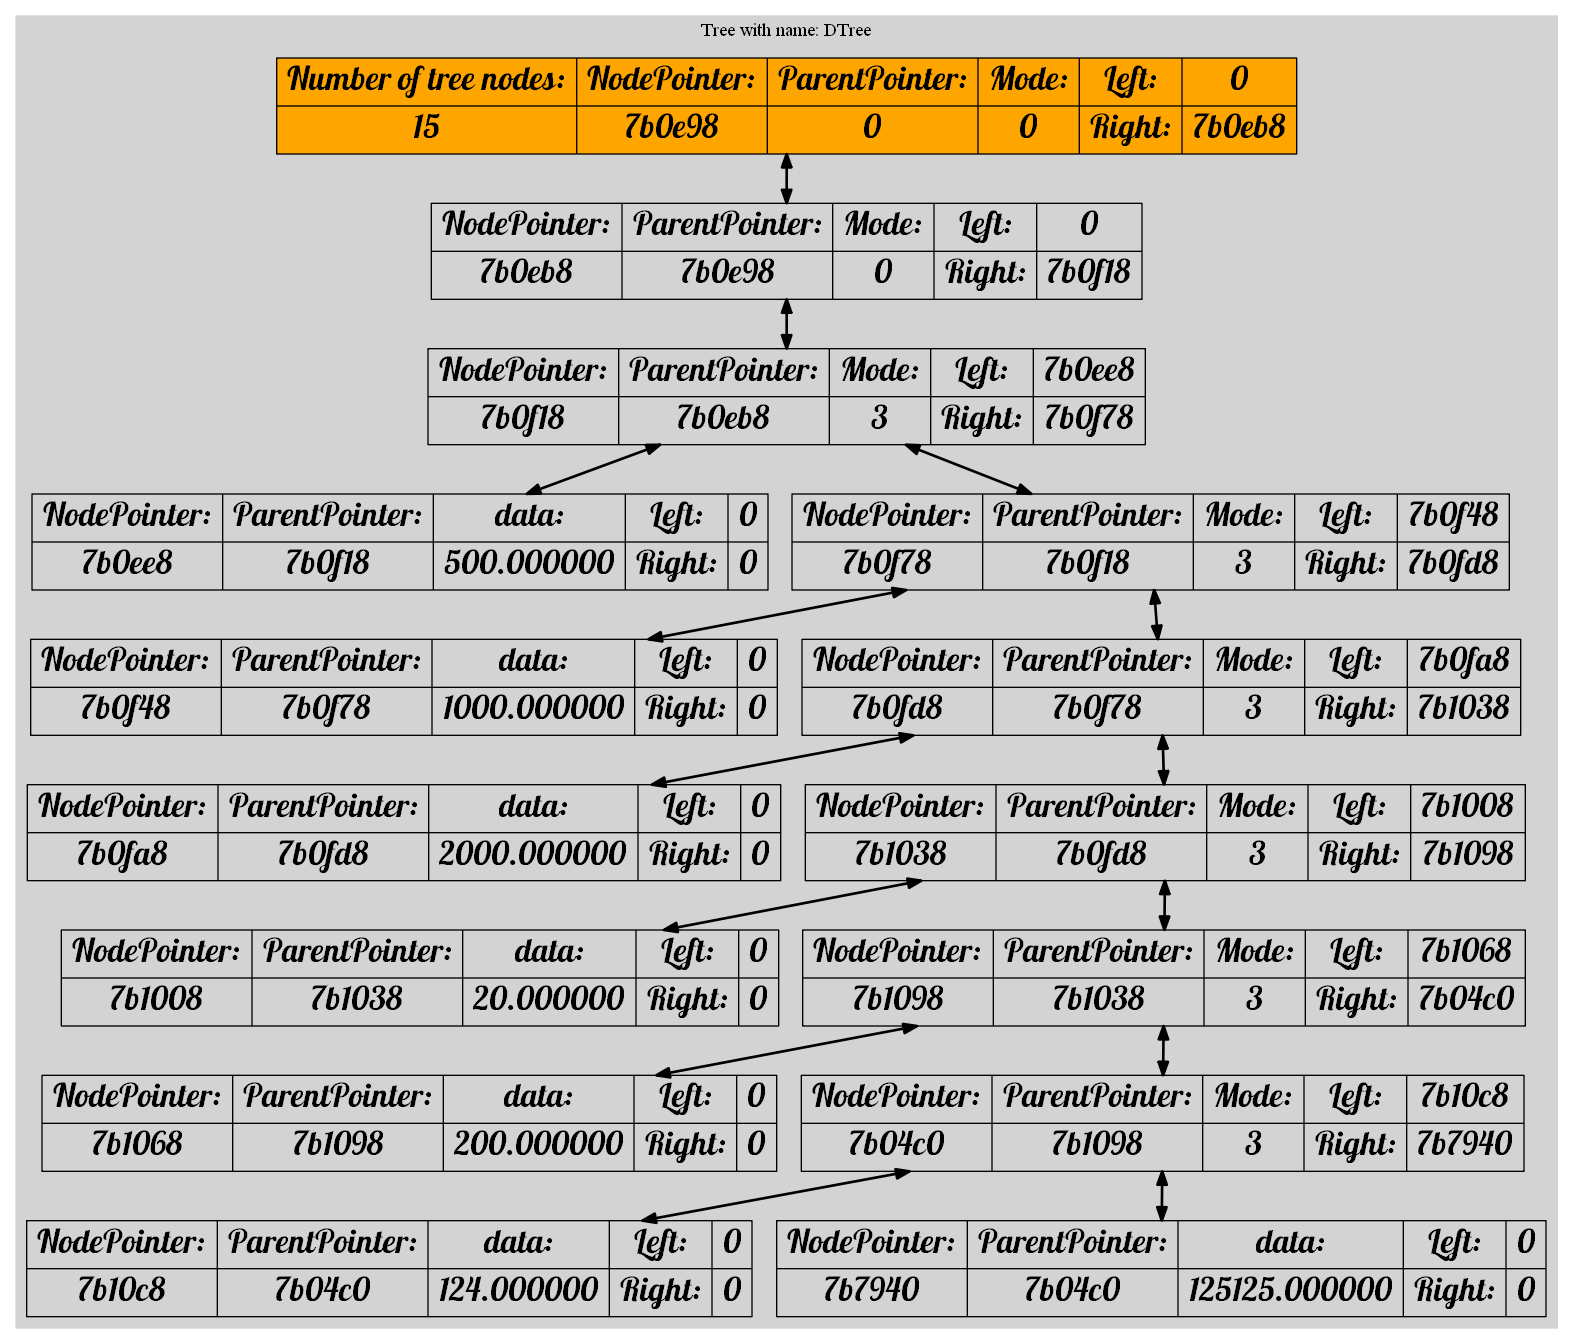 Tree with name: DTree
Number of tree nodes: NodePointer: ParentPointer: Mode: Left: 0
15 7b0e98 0 0 Right: 7b0eb8
NodePointer: ParentPointer: Mode: Left: 0
7b0eb8 7b0e98 0 Right: 7b0f18
NodePointer: ParentPointer: Mode: Left: 7b0ee8
7b0f18 7b0eb8 3 Right: 7b0f78
NodePointer: ParentPointer: data: Left: 0
7b0ee8 7b0f18 500.000000 Right: 0
NodePointer: ParentPointer: Mode: Left: 7b0f48
7b0f78 7b0f18 3 Right: 7b0fd8
NodePointer: ParentPointer: data: Left: 0
7b0f48 7b0f78 1000.000000 Right: 0
NodePointer: ParentPointer: Mode: Left: 7b0fa8
7b0fd8 7b0f78 3 Right: 7b1038
NodePointer: ParentPointer: data: Left: 0
7b0fa8 7b0fd8 2000.000000 Right: 0
NodePointer: ParentPointer: Mode: Left: 7b1008
7b1038 7b0fd8 3 Right: 7b1098
NodePointer: ParentPointer: data: Left: 0
7b1008 7b1038 20.000000 Right: 0
NodePointer: ParentPointer: Mode: Left: 7b1068
7b1098 7b1038 3 Right: 7b04c0
NodePointer: ParentPointer: data: Left: 0
7b1068 7b1098 200.000000 Right: 0
NodePointer: ParentPointer: Mode: Left: 7b10c8
7b04c0 7b1098 3 Right: 7b7940
NodePointer: ParentPointer: data: Left: 0
7b10c8 7b04c0 124.000000 Right: 0
NodePointer: ParentPointer: data: Left: 0
7b7940 7b04c0 125125.000000 Right: 0